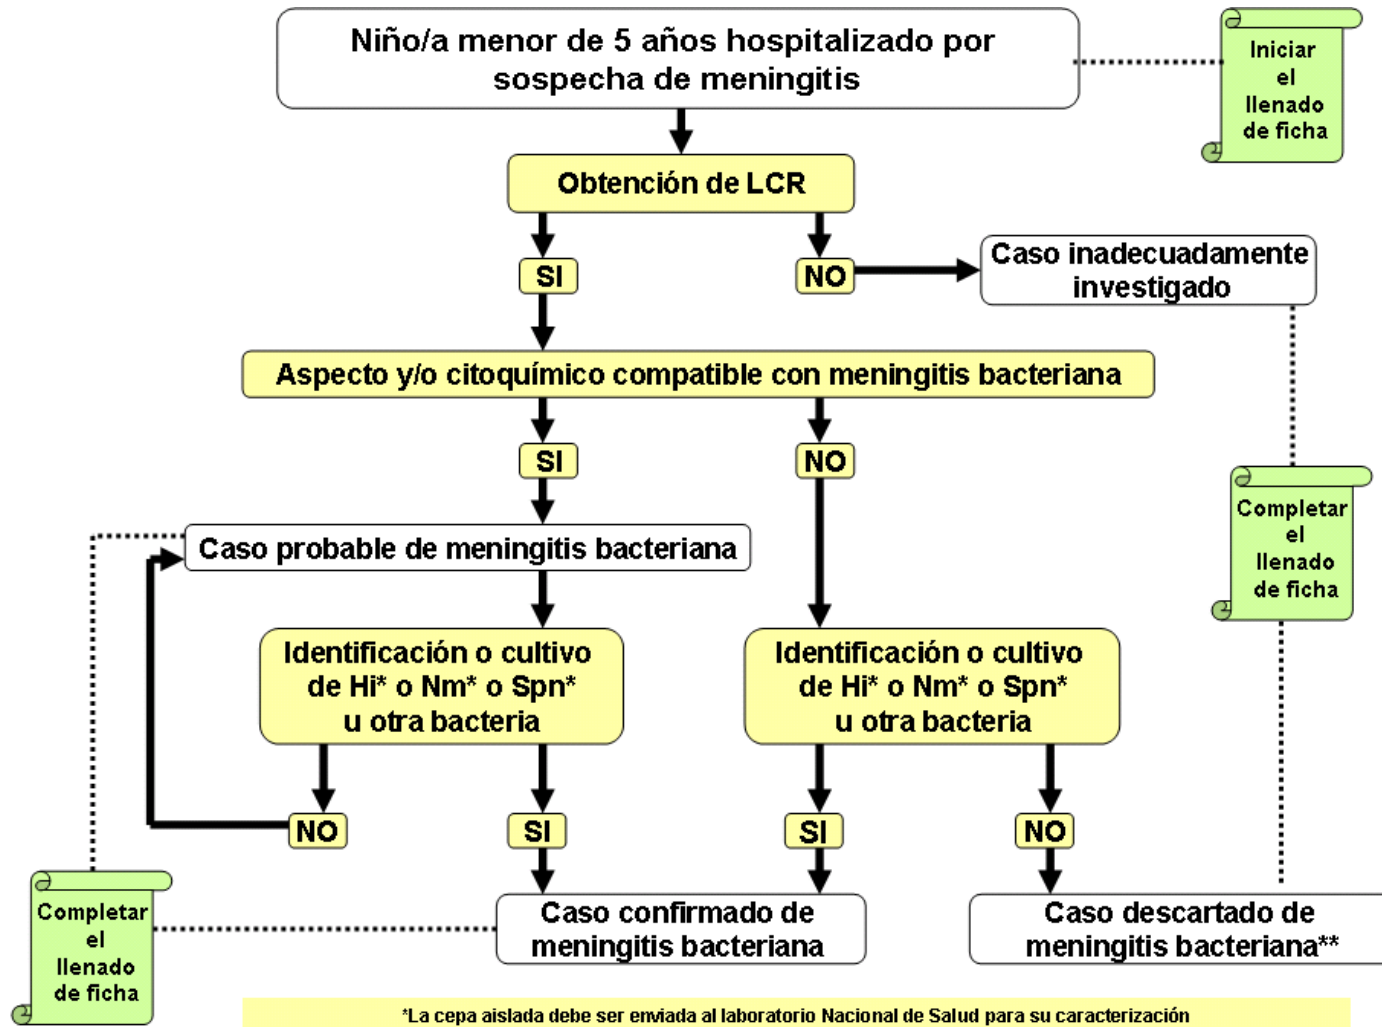 Niño/a menor de 5 años hospitalizado por
sospecha de meningitis
Iniciar
el
llenado
de ficha
Obtención de LCR
SI
NO
Caso inadecuadamente
investigado
Aspecto y/o citoquímico compatible con meningitis bacteriana
SI
NO
Completar
el
llenado
de ficha
Caso probable de meningitis bacteriana
Identificación o cultivo
de Hi* o Nm* o Spn*
u otra bacteria
Identificación o cultivo
de Hi* o Nm* o Spn*
u otra bacteria
NO
SI
SI
NO
Completar
el
llenado
de ficha
Caso confirmado de
meningitis bacteriana
Caso descartado de
meningitis bacteriana**
*La cepa aislada debe ser enviada al laboratorio Nacional de Salud para su caracterización